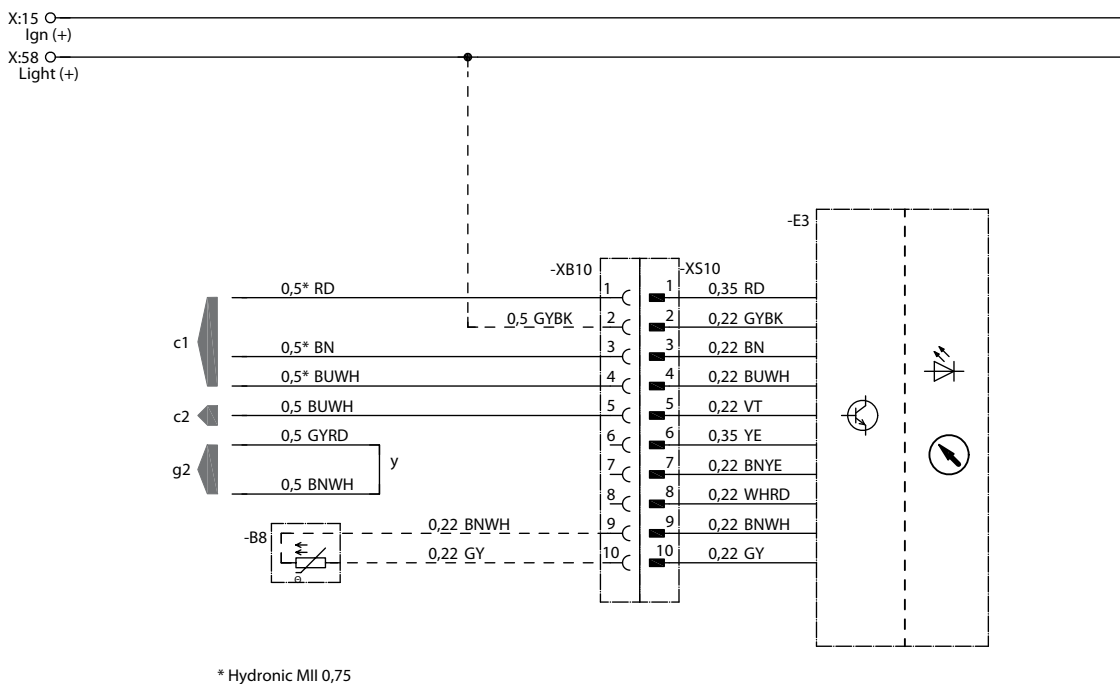 X:15
Ign (+)
X:58
Light (+)
-E3
-XB10 -XS10
0,5* RD 1 1 0,35 RD
0,5 GYBK 2 2 0,22 GYBK
c1
0,5* BN 3 3 0,22 BN
0,5* BUWH 4 4 0,22 BUWH
c2 0,5 BUWH 5 5 0,22 VT
0,5 GYRD 6 6 0,35 YE
g2 y
7 7 0,22 BNYE
0,5 BNWH 8 8 0,22 WHRD
-B8 0,22 BNWH 9 9 0,22 BNWH
0,22 GY 10 10 0,22 GY
Θ
* Hydronic MII 0,75